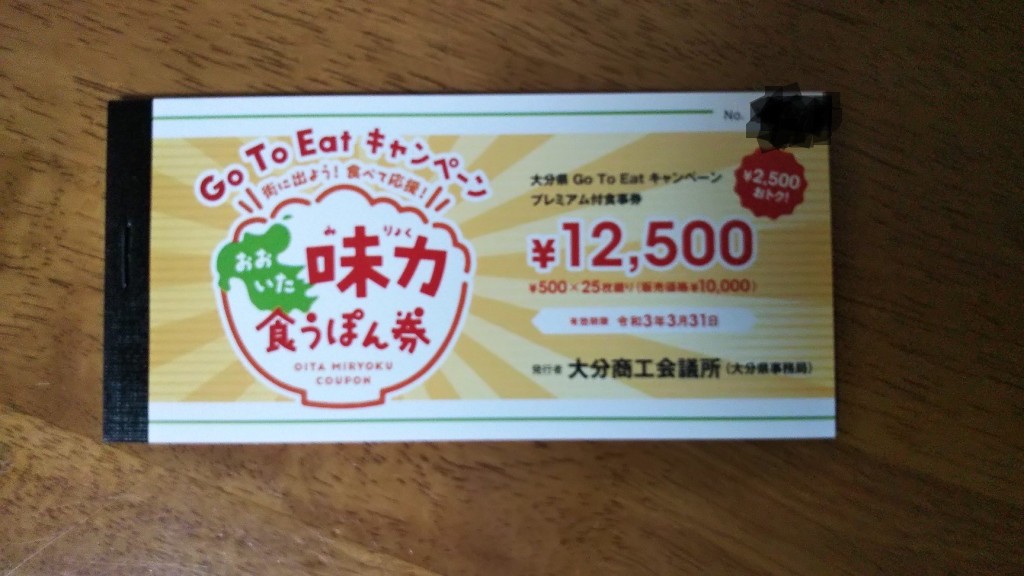 No.
Go To Eat キャンペーン
街に出よう! 食べて応援!
おおいた
味力
み りょく
食うぽん券
OITA MIRYOKU
COUPON
¥2,500
おトク!
大分県 Go To Eat キャンペーン
プレミアム付食事券
¥12,500
¥500×25枚綴り(販売価格¥10,000)
有効期限 令和3年3月31日
発行者 大分商工会議所(大分県事務局)